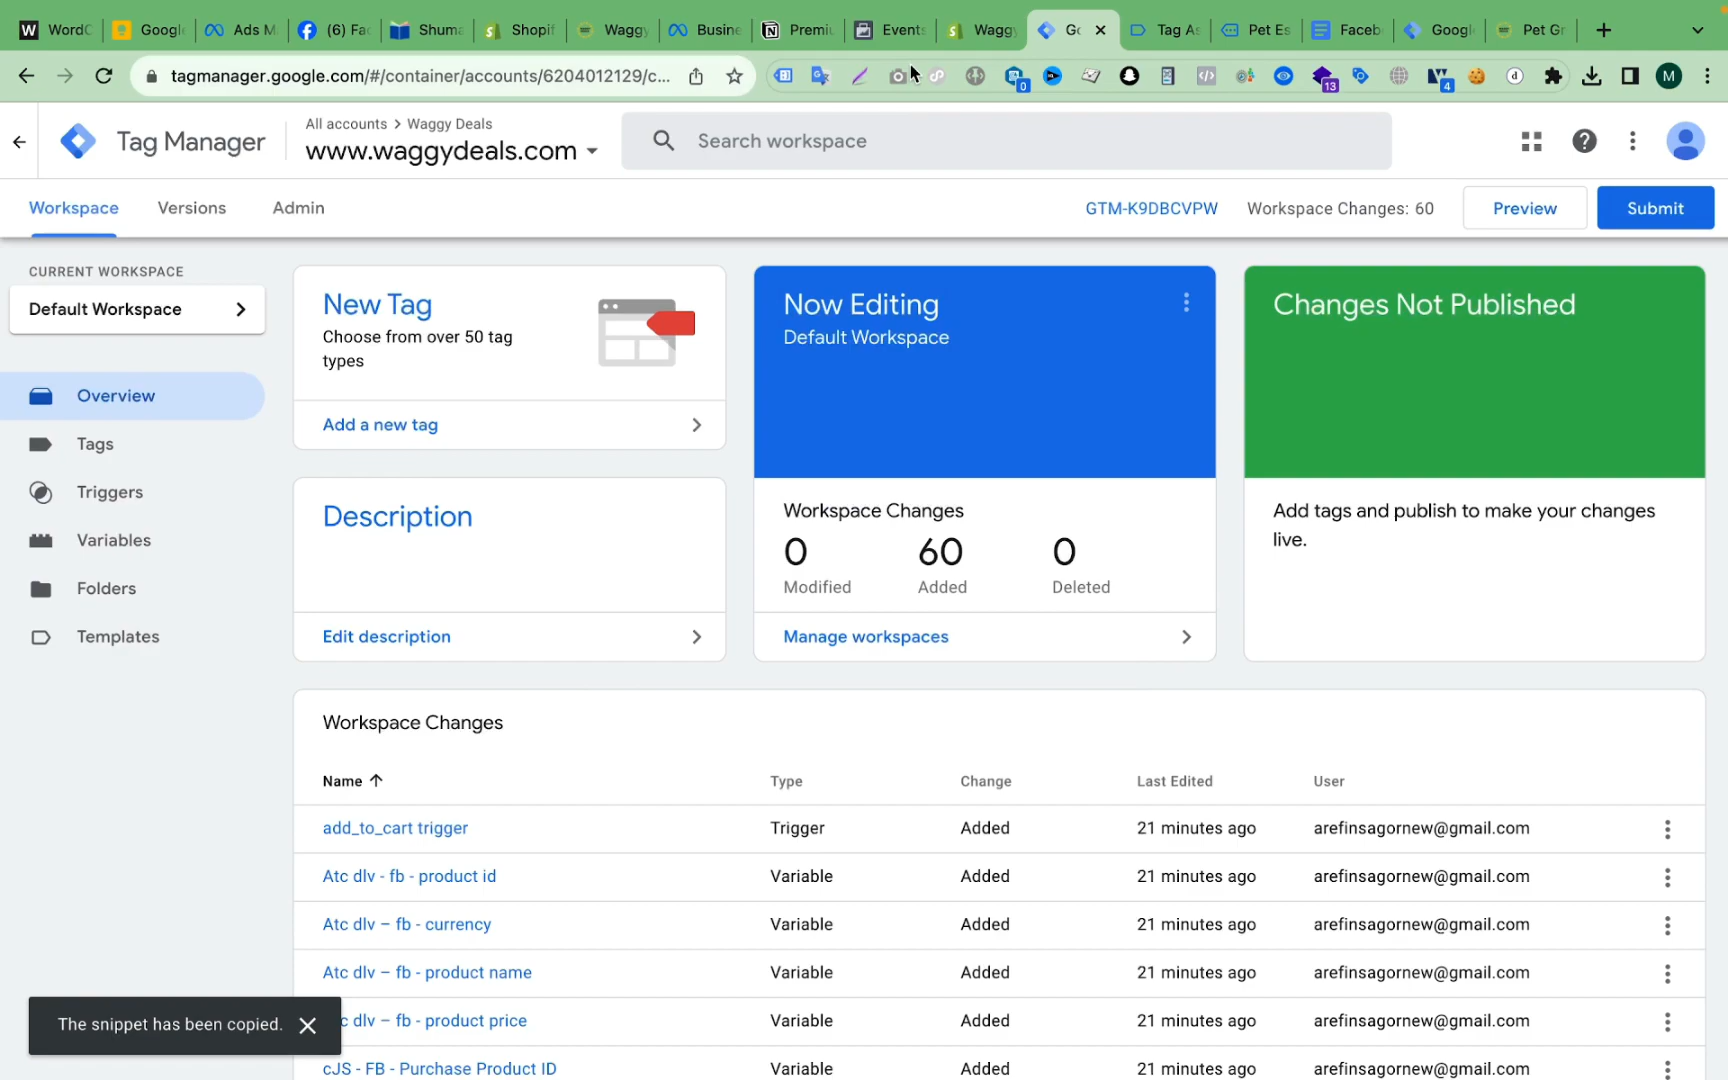 WordC
Google
Ads M
(6) Fac
Shuma
Shopif
Waggy
Busine
Premiu
Events
Waggy
Go
Tag As
Pet Es
Faceb
Google
Pet Gr
tagmanager.google.com/#/container/accounts/6204012129/c...
0
13
4
M
Tag Manager
All accounts > Waggy Deals
www.waggydeals.com
Search workspace
Workspace
Versions
Admin
GTM-K9DBCVPW
Workspace Changes: 60
Preview
Submit
CURRENT WORKSPACE
Default Workspace
Overview
Tags
Triggers
Variables
Folders
Templates
New Tag
Choose from over 50 tag
types
Add a new tag
Description
Edit description
Now Editing
Default Workspace
Workspace Changes
0 60 0
Modified Added Deleted
Manage workspaces
Changes Not Published
Add tags and publish to make your changes
live.
Workspace Changes
Name Type Change Last Edited User
add_to_cart trigger Trigger Added 21 minutes ago arefinsagornew@gmail.com
Atc dlv - fb - product id Variable Added 21 minutes ago arefinsagornew@gmail.com
Atc dlv – fb - currency Variable Added 21 minutes ago arefinsagornew@gmail.com
Atc dlv – fb - product name Variable Added 21 minutes ago arefinsagornew@gmail.com
c dlv – fb - product price Variable Added 21 minutes ago arefinsagornew@gmail.com
cJS - FB - Purchase Product ID Variable Added 21 minutes ago arefinsagornew@gmail.com
The snippet has been copied.